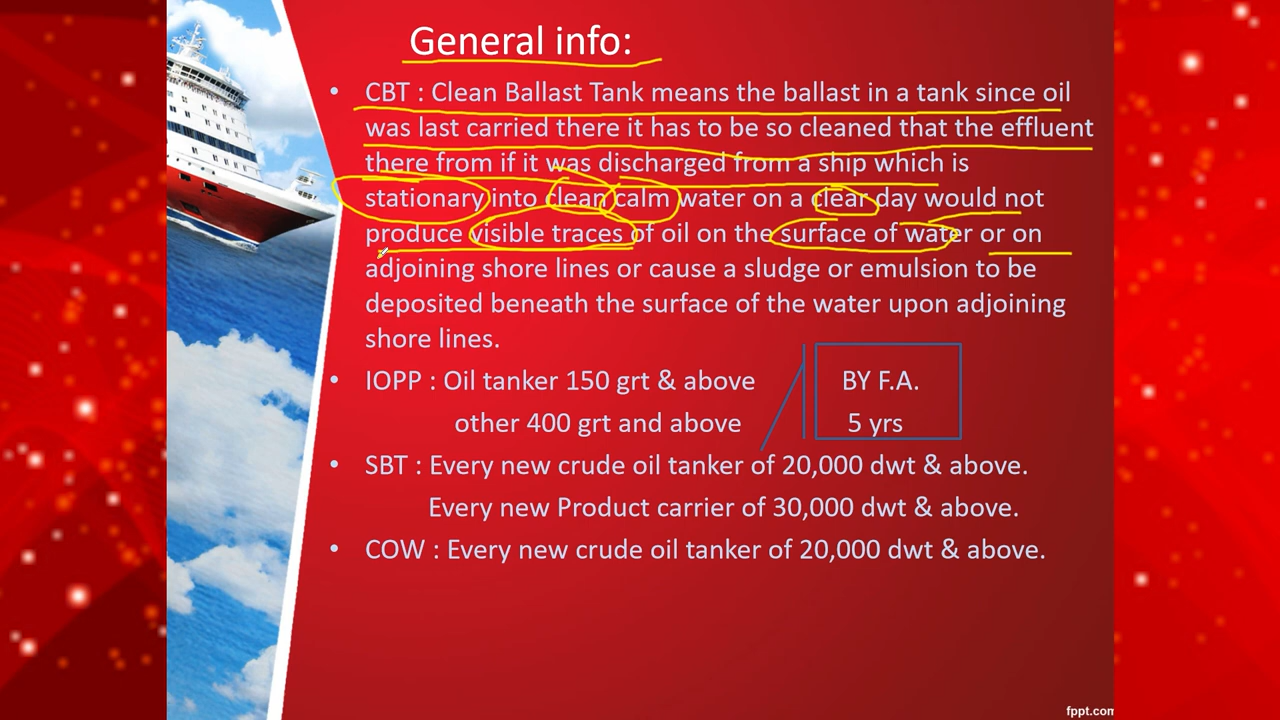 General info:
• CBT : Clean Ballast Tank means the ballast in a tank since oil
was last carried there it has to be so cleaned that the effluent
there from if it was discharged from a ship which is
stationary into clean calm water on a clear day would not
produce visible traces of oil on the surface of water or on
adjoining shore lines or cause a sludge or emulsion to be
deposited beneath the surface of the water upon adjoining
shore lines.
• IOPP : Oil tanker 150 grt & above BY F.A.
other 400 grt and above 5 yrs
• SBT : Every new crude oil tanker of 20,000 dwt & above.
Every new Product carrier of 30,000 dwt & above.
• COW : Every new crude oil tanker of 20,000 dwt & above.
fppt.com